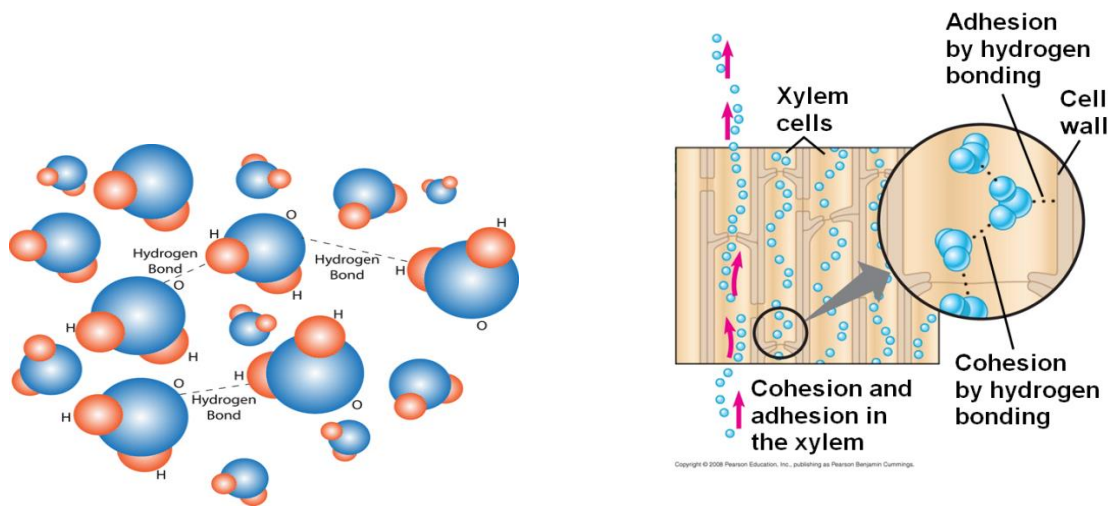 O
H
H
Hydrogen
Bond
O
H
H
Hydrogen
Bond
H
H
O
O
H
H
Hydrogen
Bond
H
H
O
Adhesion
by hydrogen
bonding
Cell
wall
Xylem
cells
Cohesion
by hydrogen
bonding
Cohesion and
adhesion in
the xylem
Copyright © 2008 Pearson Education, Inc., publishing as Pearson Benjamin Cummings.